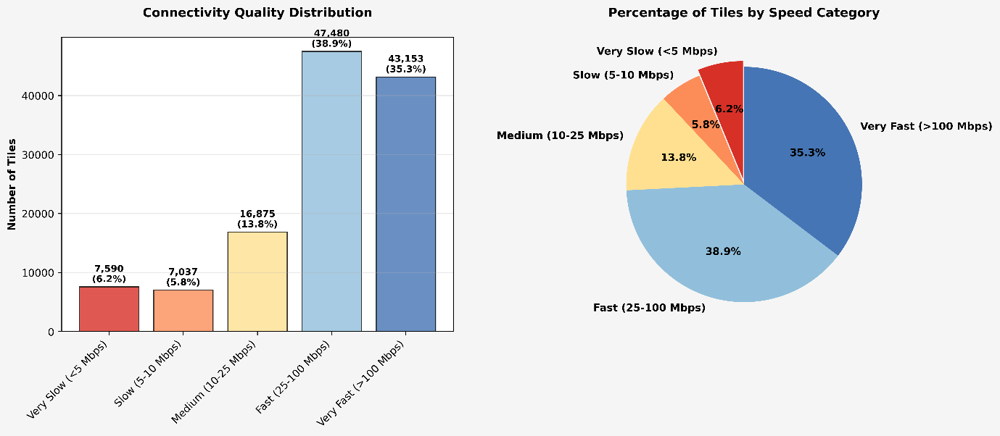 Connectivity Quality Distribution
Number of Tiles
40000
30000
20000
10000
0
7,590
(6.2%)
7,037
(5.8%)
16,875
(13.8%)
47,480
(38.9%)
43,153
(35.3%)
Very Slow (<5 Mbps)
Slow (5-10 Mbps)
Medium (10-25 Mbps)
Fast (25-100 Mbps)
Very Fast (>100 Mbps)
Percentage of Tiles by Speed Category
Very Slow (<5 Mbps)
Slow (5-10 Mbps)
Medium (10-25 Mbps)
Fast (25-100 Mbps)
Very Fast (>100 Mbps)
6.2%
5.8%
13.8%
38.9%
35.3%